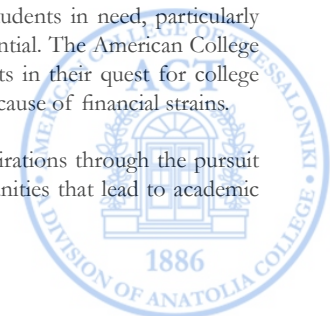 udents in need, particularly
ntial. The American College
ts in their quest for college
cause of financial strains.
irations through the pursuit
nities that lead to academic
AMERICAN COLLEGE OF THESSALONIKI
ACT
1886
A DIVISION OF ANATOLIA COLLEGE